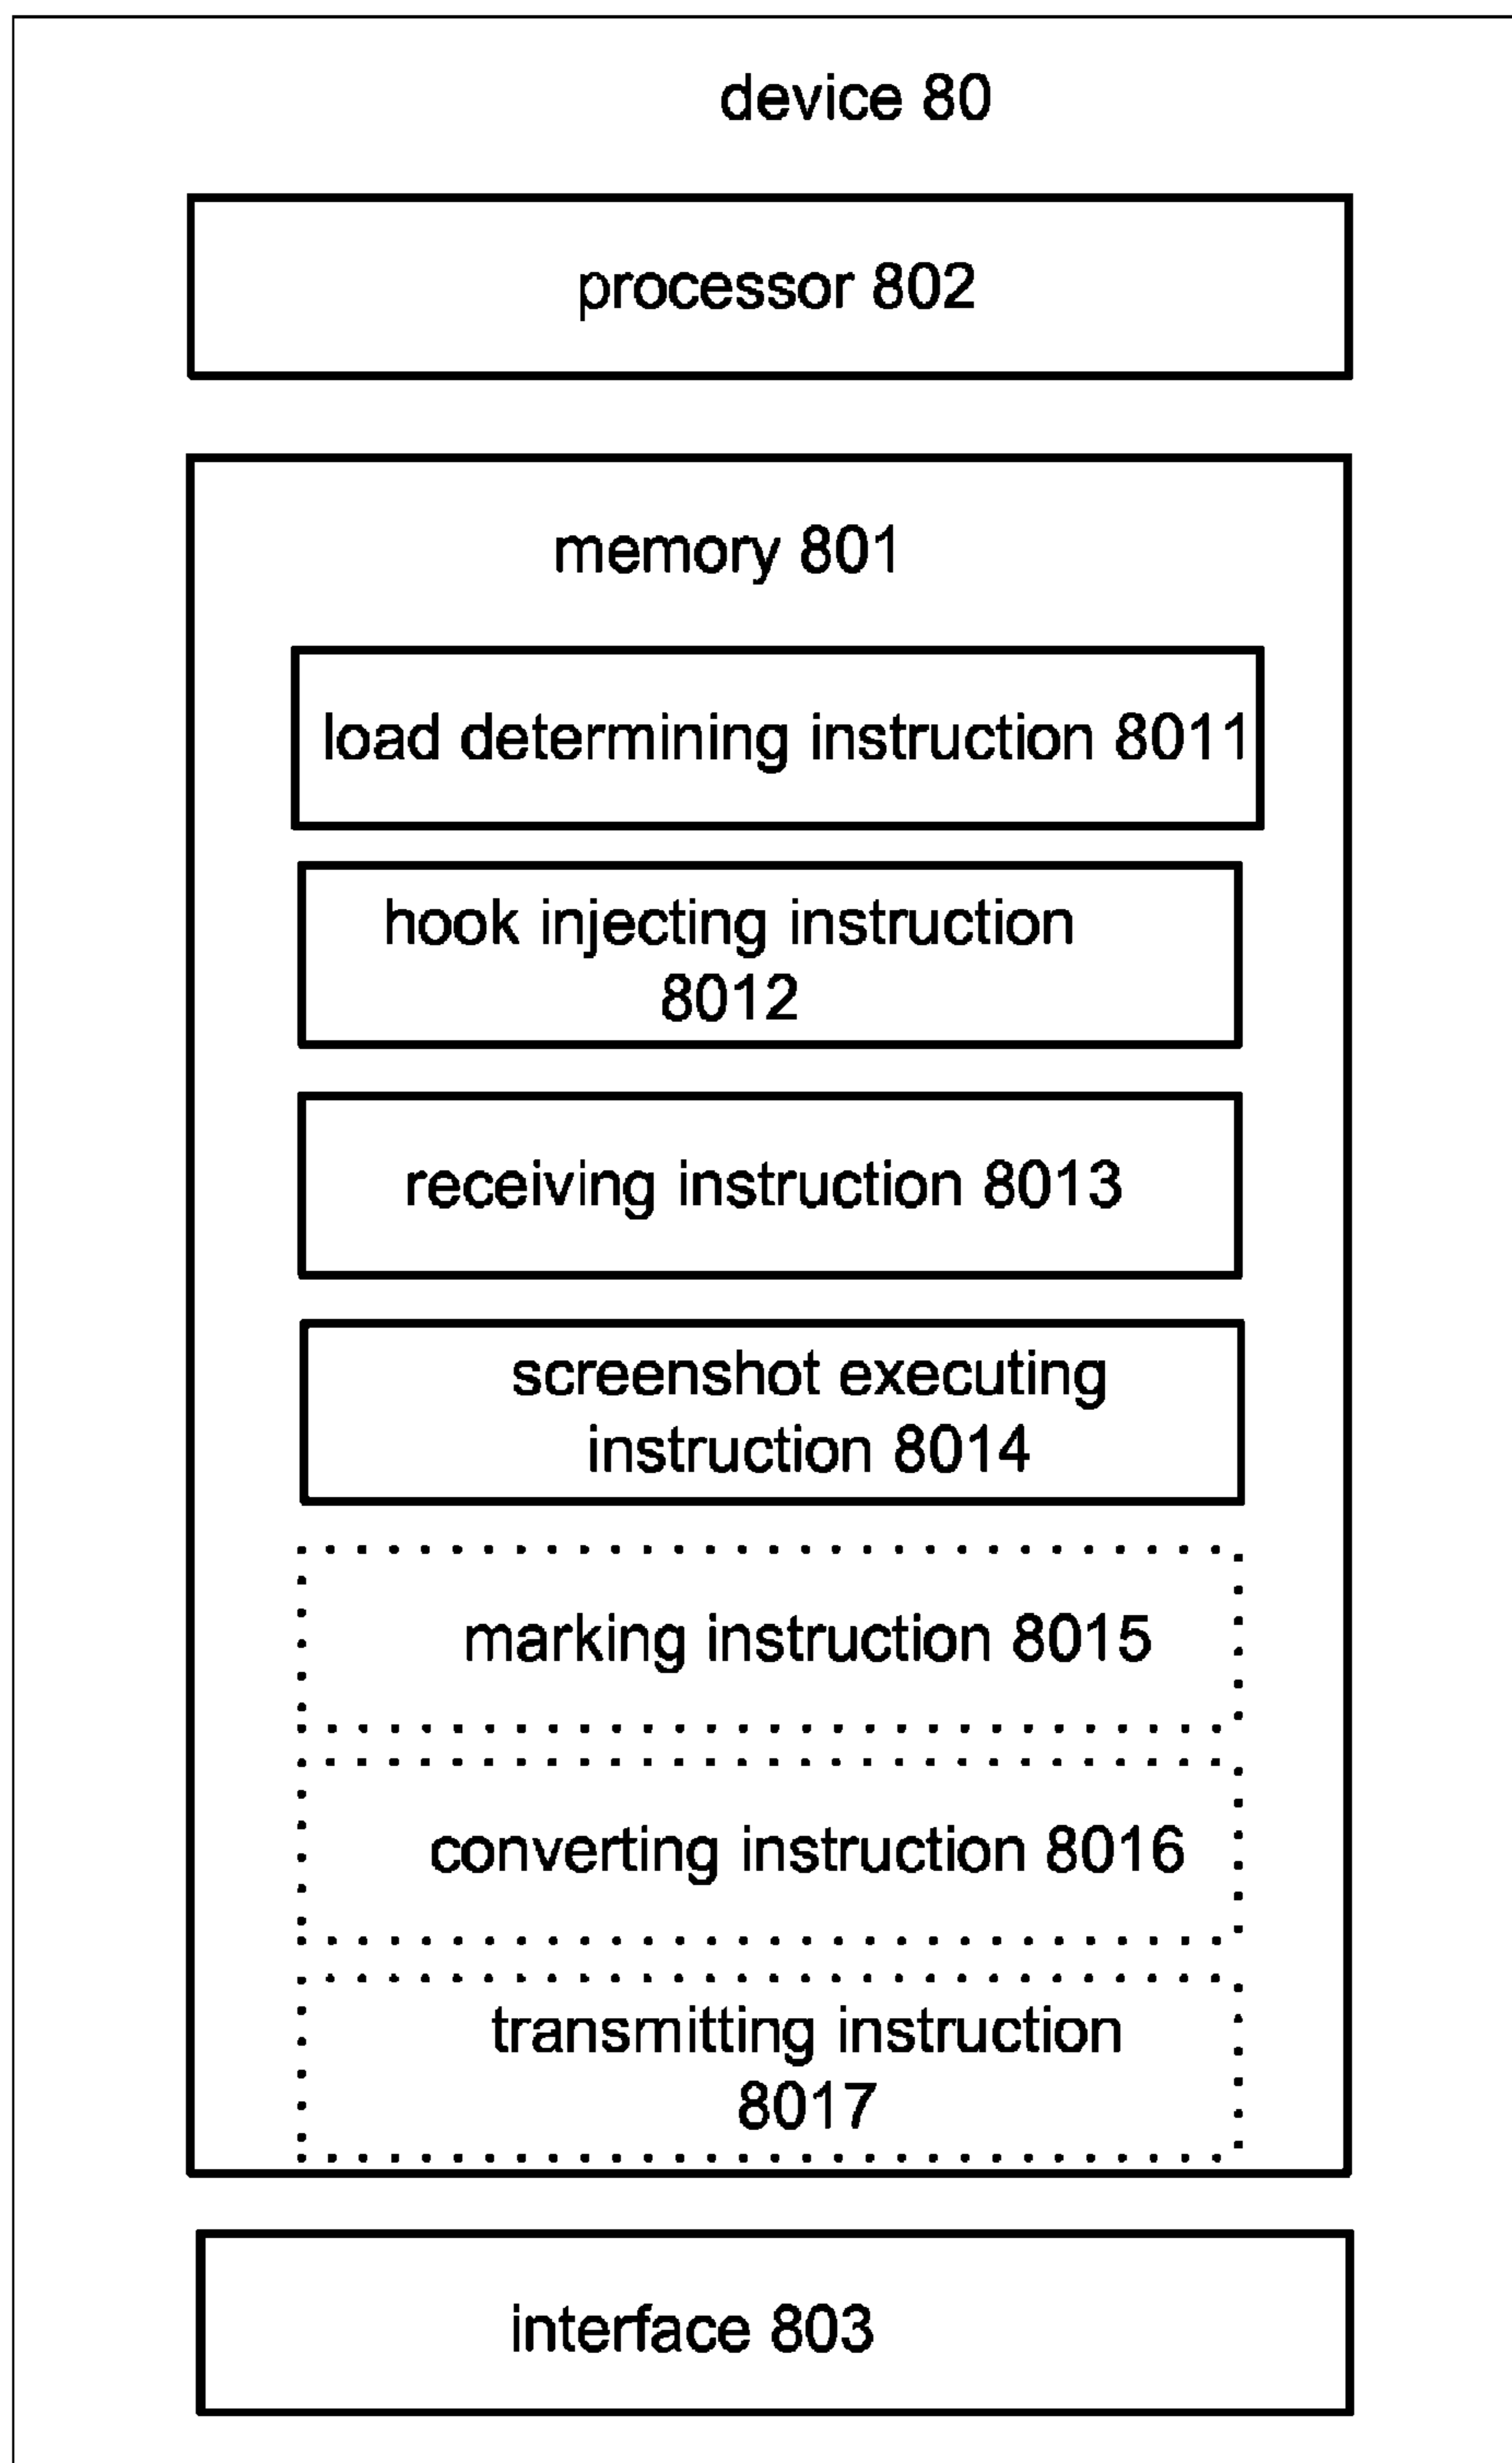 device 80
processor 802
memory 801
load determining instruction 8011
hook injecting instruction
8012
receiving instruction 8013
screenshot executing
instruction 8014
marking instruction 8015
converting instruction 8016
transmitting instruction
8017
interface 803